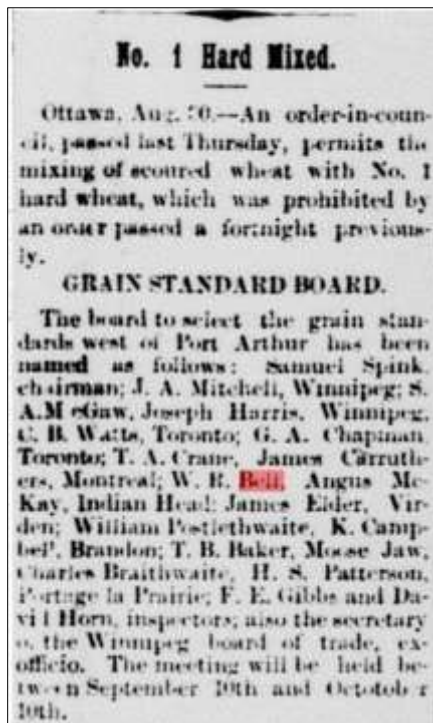 No. 1 Hard Mixed.
Ottawa, Aug. 20.—An order-in-coun-
cil, passed last Thursday, permits the
mixing of scoured wheat with No. 1
hard wheat, which was prohibited by
an order passed a fortnight previous-
ly.
GRAIN STANDARD BOARD.
The board to select the grain stan-
dards west of Port Arthur has been
named as follows: Samuel Spink,
chairman; J. A. Mitchell, Winnipeg; S.
A. McGaw, Joseph Harris, Winnipeg,
C. B. Watts, Toronto; G. A. Chapman,
Toronto; T. A. Crane, James Carruth-
ers, Montreal; W. R. Bell, Angus Mc-
Kay, Indian Head; James Elder, Vir-
den; William Postlethwaite, K. Camp-
bell, Brandon; T. B. Baker, Moose Jaw,
Charles Braithwaite, H. S. Patterson,
Portage la Prairie; F. E. Gibbs and Da-
vid Horn, inspectors; also the secretary
o. the Winnipeg board of trade, ex-
officio. The meeting will be held be-
tween September 10th and Octotober
10th.